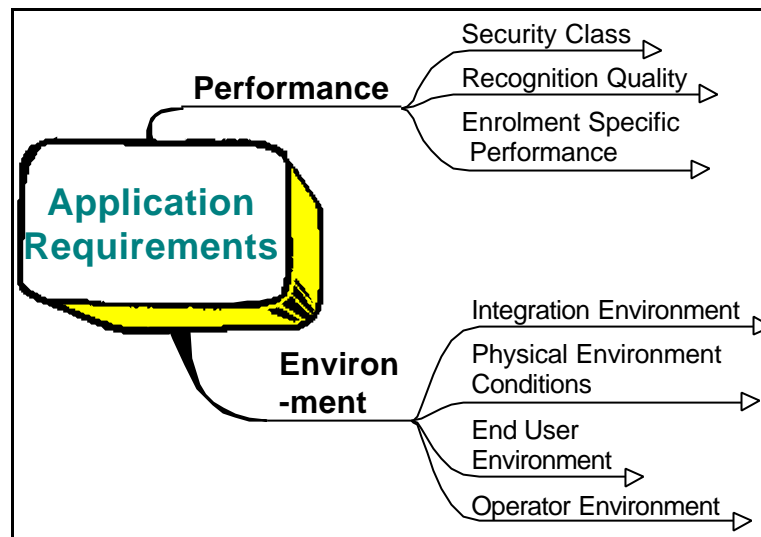 Application
Requirements
Performance
Security Class
Recognition Quality
Enrolment Specific
Performance
Environ
-ment
Integration Environment
Physical Environment
Conditions
End User
Environment
Operator Environment